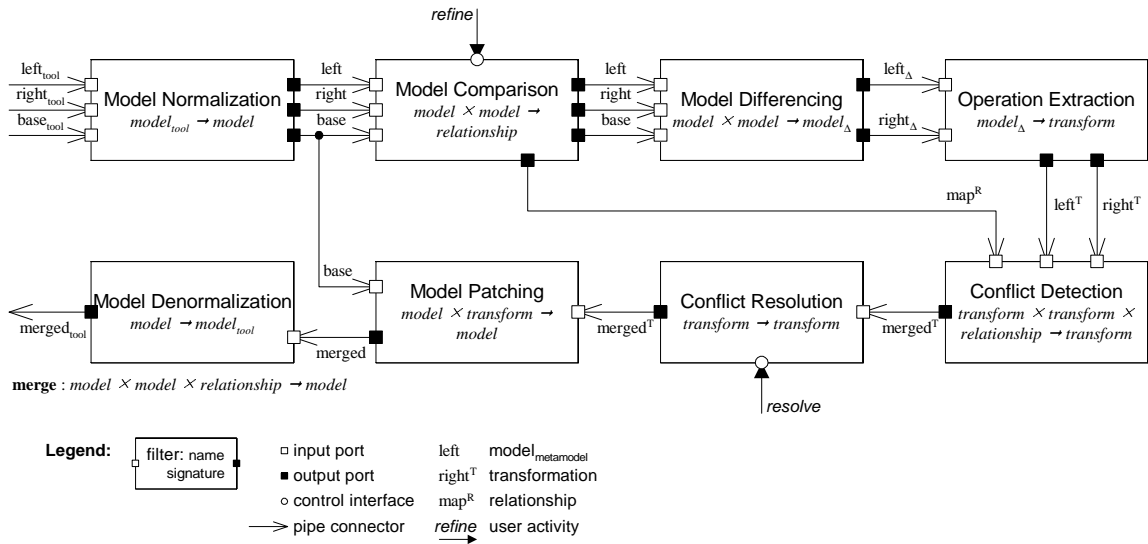 refine
left_tool
right_tool
base_tool
Model Normalization
model_tool → model
left
right
base
Model Comparison
model × model →
relationship
left
right
base
Model Differencing
model × model → model_Δ
left_Δ
right_Δ
Operation Extraction
model_Δ → transform
map^R
left^T
right^T
base
merged_tool
Model Denormalization
model → model_tool
merged
Model Patching
model × transform →
model
merged^T
Conflict Resolution
transform → transform
merged^T
Conflict Detection
transform × transform ×
relationship → transform
merge : model × model × relationship → model
resolve
Legend:
filter: name
signature
input port
output port
control interface
pipe connector
left model_metamodel
right^T transformation
map^R relationship
refine user activity